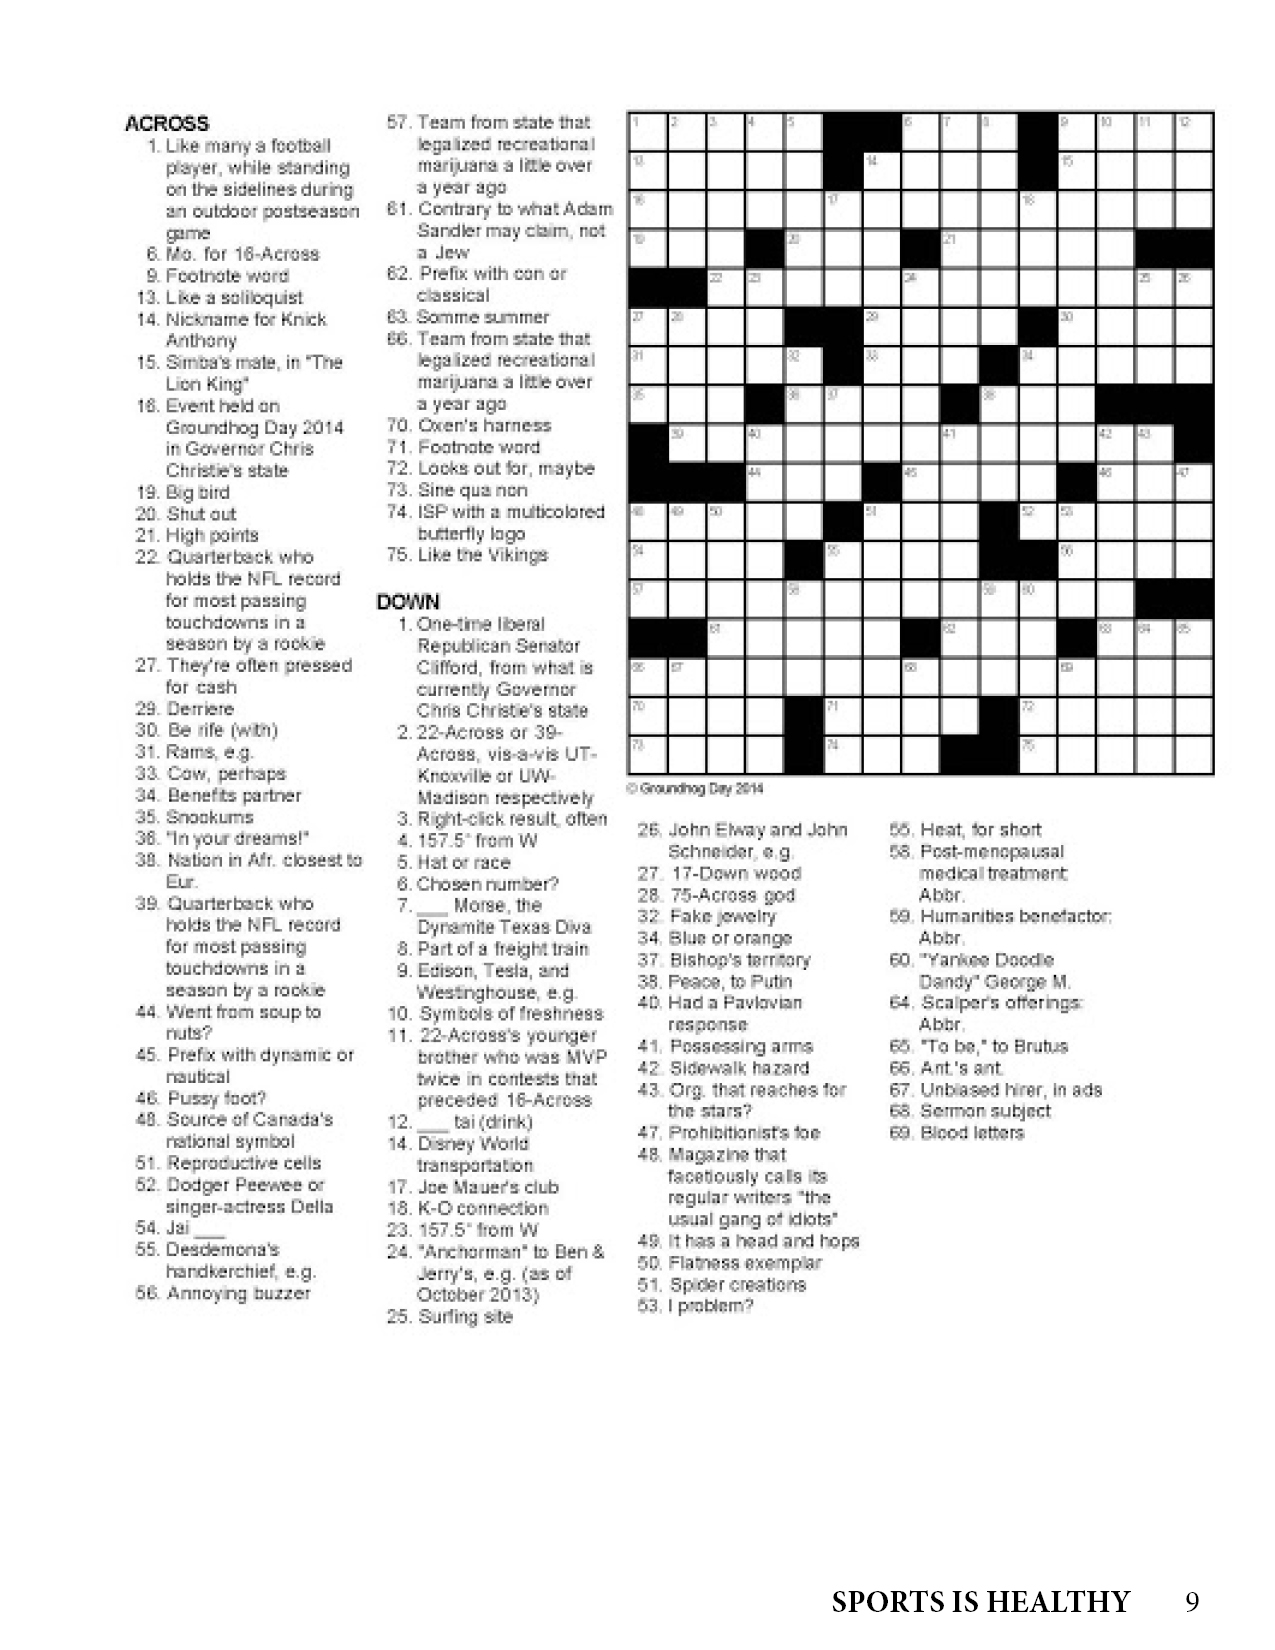 ACROSS
1. Like many a football
player, while standing
on the sidelines during
an outdoor postseason
game
6. Mo. for 16-Across
9. Footnote word
13. Like a soliloquist
14. Nickname for Knick
Anthony
15. Simba's mate, in "The
Lion King"
16. Event held on
Groundhog Day 2014
in Governor Chris
Christie's state
19. Big bird
20. Shut out
21. High points
22. Quarterback who
holds the NFL record
for most passing
touchdowns in a
season by a rookie
27. They're often pressed
for cash
29. Derriere
30. Be rife (with)
31. Rams, e.g.
33. Cow, perhaps
34. Benefits partner
35. Snookums
36. "In your dreams!"
38. Nation in Afr. closest to
Eur.
39. Quarterback who
holds the NFL record
for most passing
touchdowns in a
season by a rookie
44. Went from soup to
nuts?
45. Prefix with dynamic or
nautical
46. Pussy foot?
48. Source of Canada's
national symbol
51. Reproductive cells
52. Dodger Peewee or
singer-actress Della
54. Jai ___
55. Desdemona's
handkerchief, e.g.
56. Annoying buzzer
57. Team from state that
legalized recreational
marijuana a little over
a year ago
61. Contrary to what Adam
Sandler may claim, not
a Jew
62. Prefix with con or
classical
63. Somme summer
66. Team from state that
legalized recreational
marijuana a little over
a year ago
70. Oxen's harness
71. Footnote word
72. Looks out for, maybe
73. Sine qua non
74. ISP with a multicolored
butterfly logo
75. Like the Vikings
DOWN
1. One-time liberal
Republican Senator
Clifford, from what is
currently Governor
Chris Christie's state
2. 22-Across or 39-
Across, vis-a-vis UT-
Knoxville or UW-
Madison respectively
3. Right-click result, often
4. 157.5° from W
5. Hat or race
6. Chosen number?
7. ___ Morse, the
Dynamite Texas Diva
8. Part of a freight train
9. Edison, Tesla, and
Westinghouse, e.g.
10. Symbols of freshness
11. 22-Across's younger
brother who was MVP
twice in contests that
preceded 16-Across
12. ___ tai (drink)
14. Disney World
transportation
17. Joe Mauer's club
18. K-O connection
23. 157.5° from W
24. "Anchorman" to Ben &
Jerry's, e.g. (as of
October 2013)
25. Surfing site
1 2 3 4 5 6 7 8 9 10 11 12
13 14 15
16 17 18
19 20 21
22 23 24 25 26
27 28 29 30
31 32 33 34
35 36 37 38
39 40 41 42 43
44 45 46 47
48 49 50 51 52 53
54 55 56
57 58 59 60
61 62 63 64 65
66 67 68 69
70 71 72
73 74 75
© Groundhog Day 2014
26. John Elway and John
Schneider, e.g.
27. 17-Down wood
28. 75-Across god
32. Fake jewelry
34. Blue or orange
37. Bishop's territory
38. Peace, to Putin
40. Had a Pavlovian
response
41. Possessing arms
42. Sidewalk hazard
43. Org. that reaches for
the stars?
47. Prohibitionist's foe
48. Magazine that
facetiously calls its
regular writers "the
usual gang of idiots"
49. It has a head and hops
50. Flatness exemplar
51. Spider creations
53. I problem?
55. Heat, for short
58. Post-menopausal
medical treatment:
Abbr.
59. Humanities benefactor:
Abbr.
60. "Yankee Doodle
Dandy" George M.
64. Scalper's offerings:
Abbr.
65. "To be," to Brutus
66. Ant.'s ant.
67. Unbiased hirer, in ads
68. Sermon subject
69. Blood letters
SPORTS IS HEALTHY 9